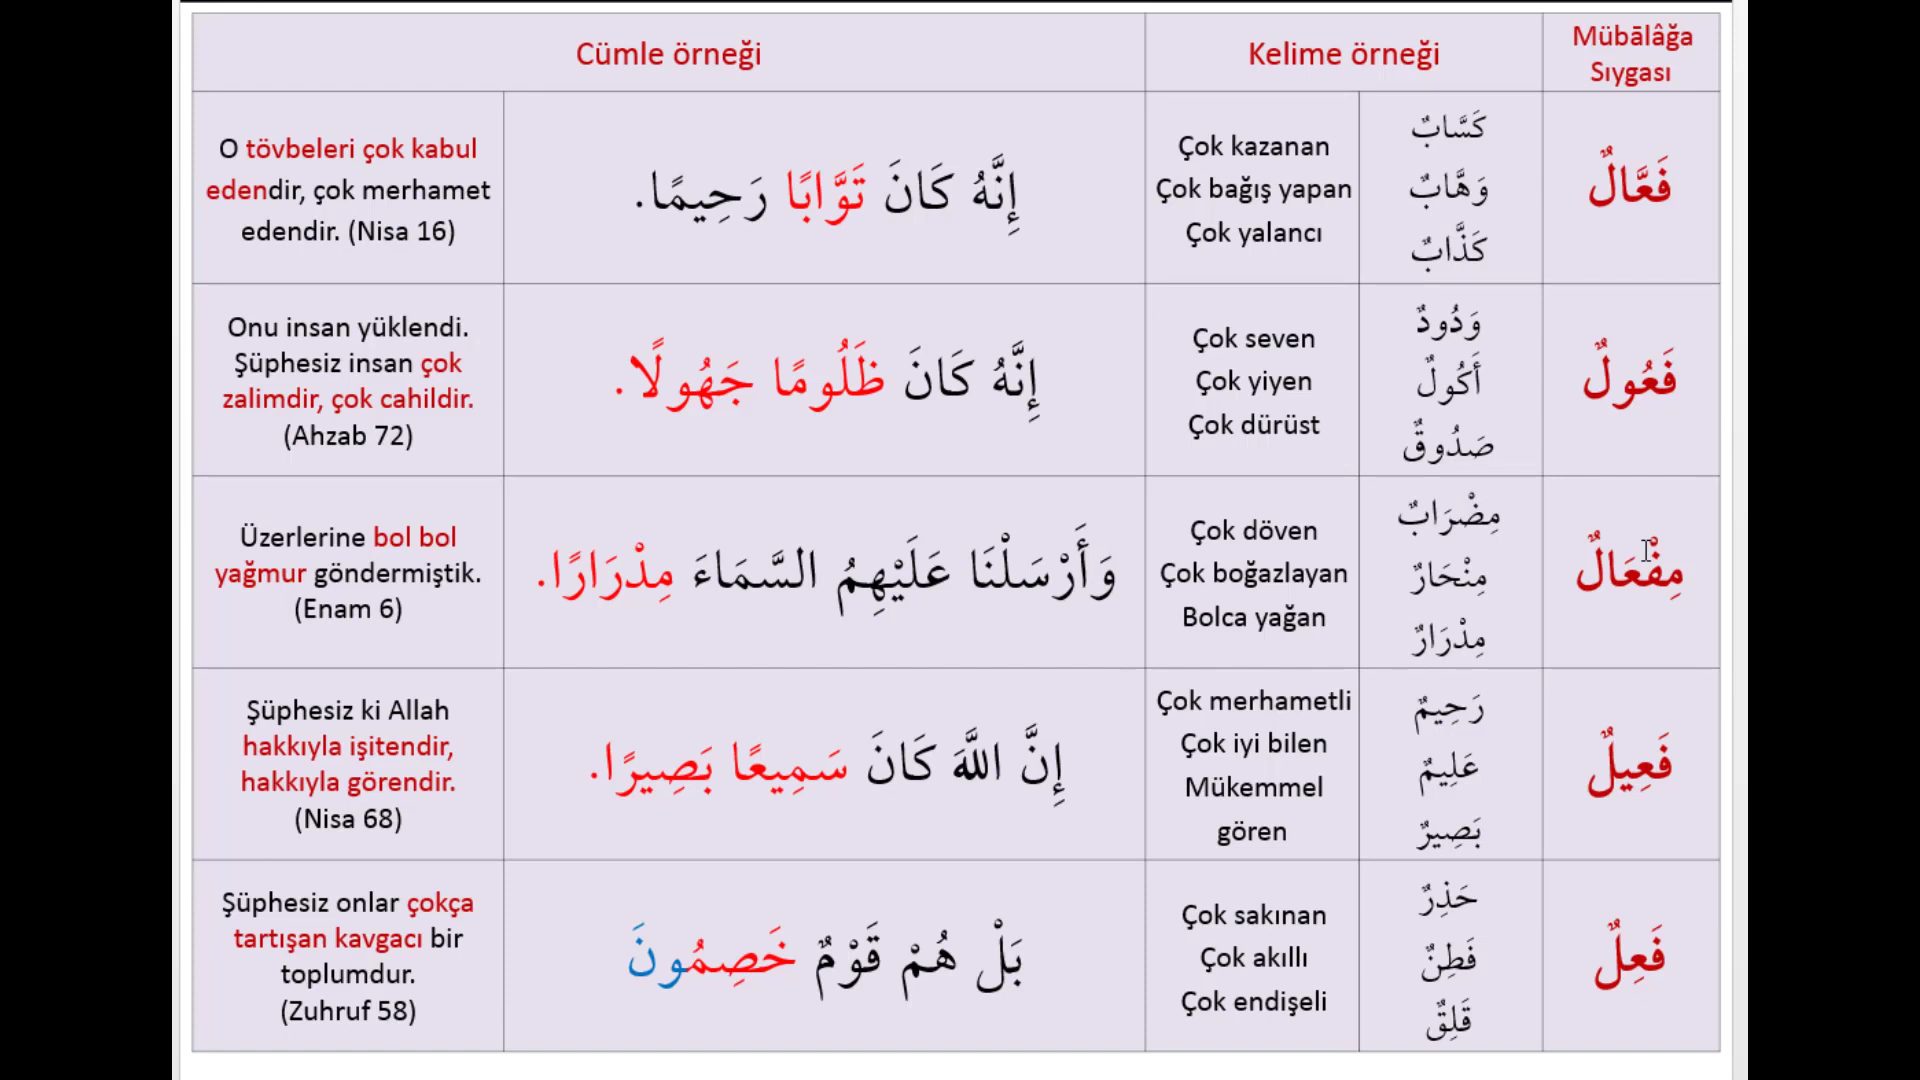 Cümle örneği
Kelime örneği
Mübālâğa
Sıygası
O tövbeleri çok kabul
edendir, çok merhamet
edendir. (Nisa 16)
إِنَّهُ كَانَ تَوَّابًا رَحِيمًا.
Çok kazanan
Çok bağış yapan
Çok yalancı
كَسَّابٌ
وَهَّابٌ
كَذَّابٌ
فَعَّالٌ
Onu insan yüklendi.
Şüphesiz insan çok
zalimdir, çok cahildir.
(Ahzab 72)
إِنَّهُ كَانَ ظَلُومًا جَهُولًا.
Çok seven
Çok yiyen
Çok dürüst
وَدُودٌ
أَكُولٌ
صَدُوقٌ
فَعُولٌ
Üzerlerine bol bol
yağmur göndermiştik.
(Enam 6)
وَأَرْسَلْنَا عَلَيْهِمُ السَّمَاءَ مِدْرَارًا.
Çok döven
Çok boğazlayan
Bolca yağan
مِضْرَابٌ
مِنْحَارٌ
مِدْرَارٌ
مِفْعَالٌ
Şüphesiz ki Allah
hakkıyla işitendir,
hakkıyla görendir.
(Nisa 68)
إِنَّ اللَّهَ كَانَ سَمِيعًا بَصِيرًا.
Çok merhametli
Çok iyi bilen
Mükemmel
gören
رَحِيمٌ
عَلِيمٌ
بَصِيرٌ
فَعِيلٌ
Şüphesiz onlar çokça
tartışan kavgacı bir
toplumdur.
(Zuhruf 58)
بَلْ هُمْ قَوْمٌ خَصِمُونَ
Çok sakınan
Çok akıllı
Çok endişeli
حَذِرٌ
فَطِنٌ
قَلِقٌ
فَعِلٌ